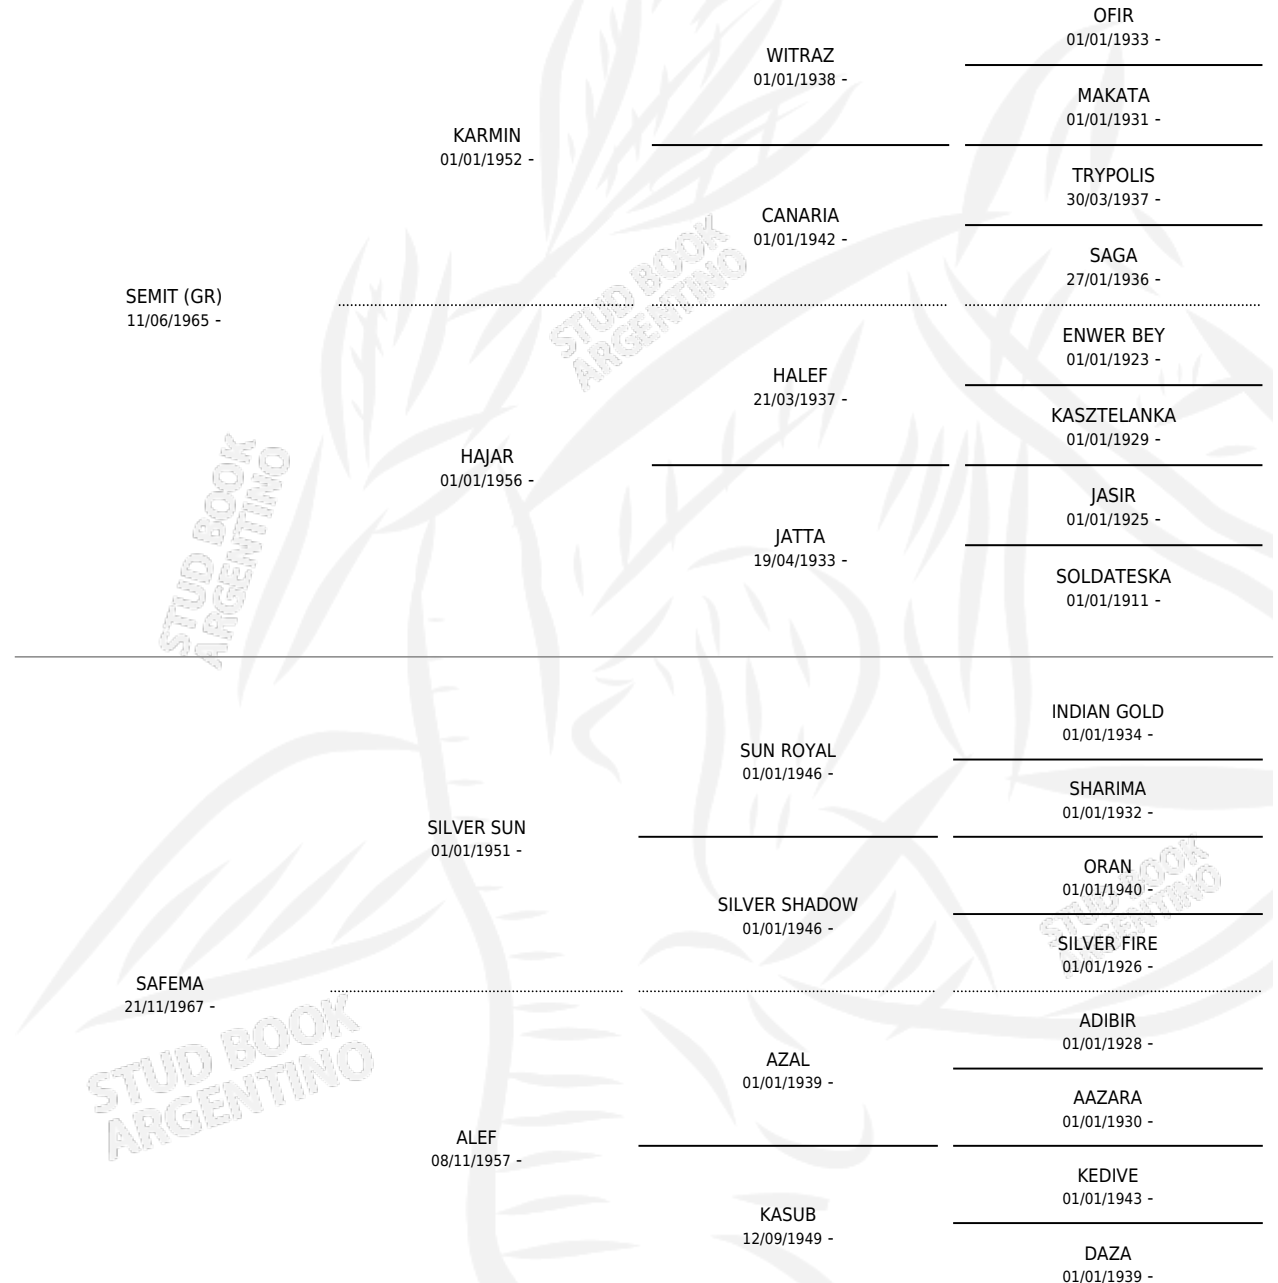 OFIR
01/01/1933 -
WITRAZ
01/01/1938 -
MAKATA
01/01/1931 -
KARMIN
01/01/1952 -
TRYPOLIS
30/03/1937 -
CANARIA
01/01/1942 -
SAGA
27/01/1936 -
SEMIT (GR)
11/06/1965 -
ENWER BEY
01/01/1923 -
HALEF
21/03/1937 -
KASZTELANKA
01/01/1929 -
HAJAR
01/01/1956 -
JASIR
01/01/1925 -
JATTA
19/04/1933 -
SOLDATESKA
01/01/1911 -
STUD BOOK
ARGENTINO
STUD BOOK
ARGENTINO
INDIAN GOLD
01/01/1934 -
SUN ROYAL
01/01/1946 -
SHARIMA
01/01/1932 -
SILVER SUN
01/01/1951 -
ORAN
01/01/1940 -
SILVER SHADOW
01/01/1946 -
SILVER FIRE
01/01/1926 -
STUD BOOK
ARGENTINO
SAFEMA
21/11/1967 -
ADIBIR
01/01/1928 -
AZAL
01/01/1939 -
AAZARA
01/01/1930 -
STUD BOOK
ARGENTINO
ALEF
08/11/1957 -
KEDIVE
01/01/1943 -
KASUB
12/09/1949 -
DAZA
01/01/1939 -